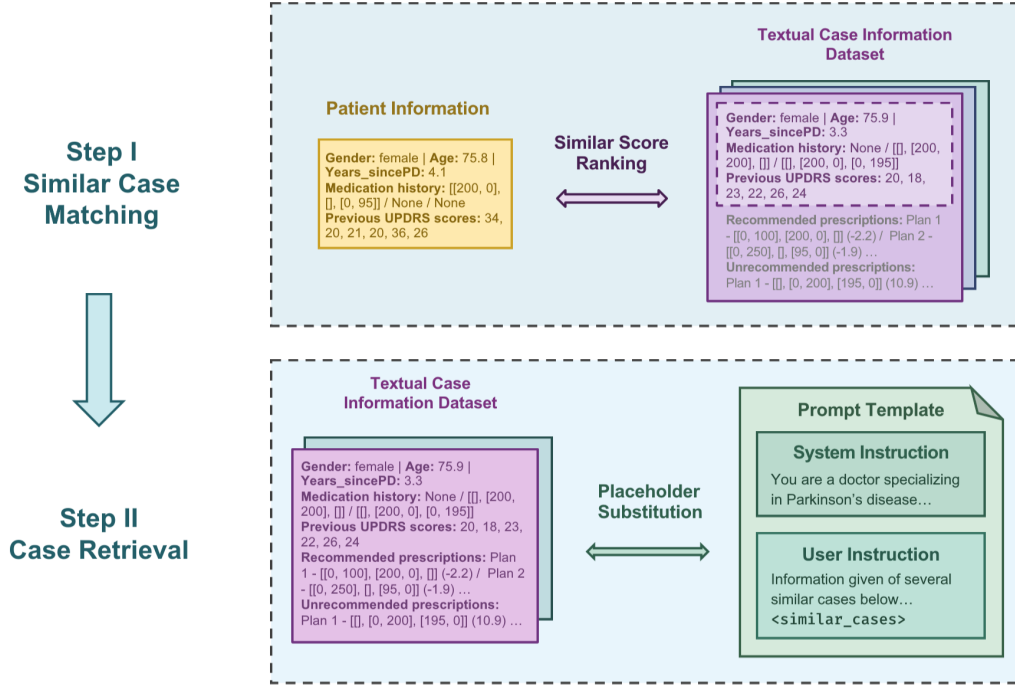 Step I
Similar Case
Matching
Patient Information
Gender: female | Age: 75.8 |
Years_sincePD: 4.1
Medication history: [[200, 0],
[], [0, 95]] / None / None
Previous UPDRS scores: 34,
20, 21, 20, 36, 26
Similar Score
Ranking
Textual Case Information
Dataset
Gender: female | Age: 75.9 |
Years_sincePD: 3.3
Medication history: None / [[], [200,
200], []] / [[], [200, 0], [0, 195]]
Previous UPDRS scores: 20, 18,
23, 22, 26, 24
Recommended prescriptions: Plan 1
- [[0, 100], [200, 0], []] (-2.2) /  Plan 2 -
[[0, 250], [], [95, 0]] (-1.9) ...
Unrecommended prescriptions:
Plan 1 - [[], [0, 200], [195, 0]] (10.9) ...
Step II
Case Retrieval
Textual Case
Information Dataset
Gender: female | Age: 75.9 |
Years_sincePD: 3.3
Medication history: None / [[], [200,
200], []] / [[], [200, 0], [0, 195]]
Previous UPDRS scores: 20, 18, 23,
22, 26, 24
Recommended prescriptions: Plan
1 - [[0, 100], [200, 0], []] (-2.2) /  Plan 2
- [[0, 250], [], [95, 0]] (-1.9) ...
Unrecommended prescriptions:
Plan 1 - [[], [0, 200], [195, 0]] (10.9) ...
Placeholder
Substitution
Prompt Template
System Instruction
You are a doctor specializing
in Parkinson's disease...
User Instruction
Information given of several
similar cases below...
<similar_cases>